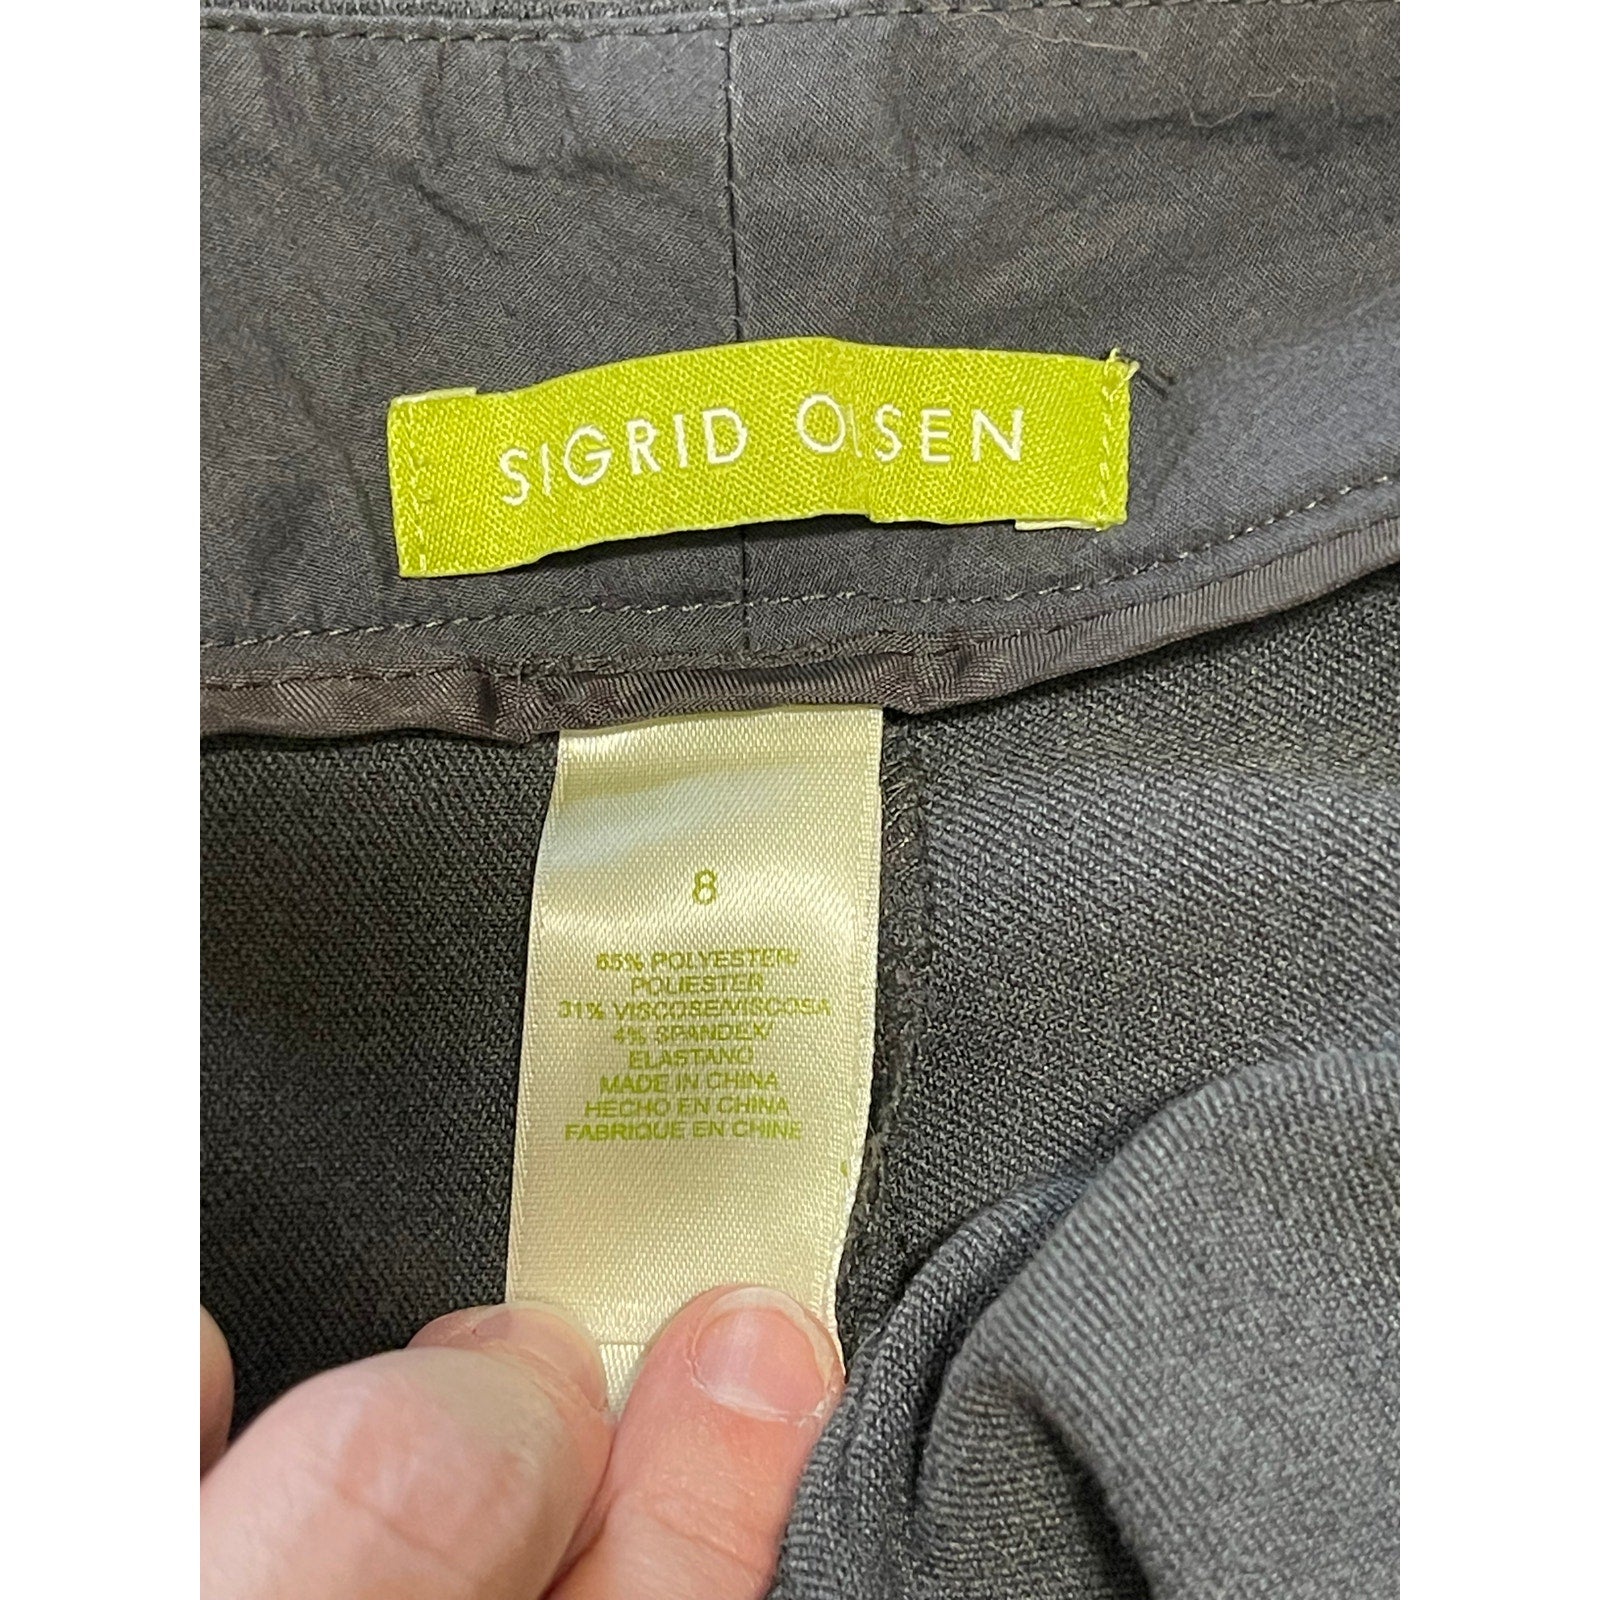 SIGRID OLSEN
8
65% POLYESTER/
POLIESTER
31% VISCOSE/VISCOSA
4% SPANDEX/
ELASTANO
MADE IN CHINA
HECHO EN CHINA
FABRIQUE EN CHINE